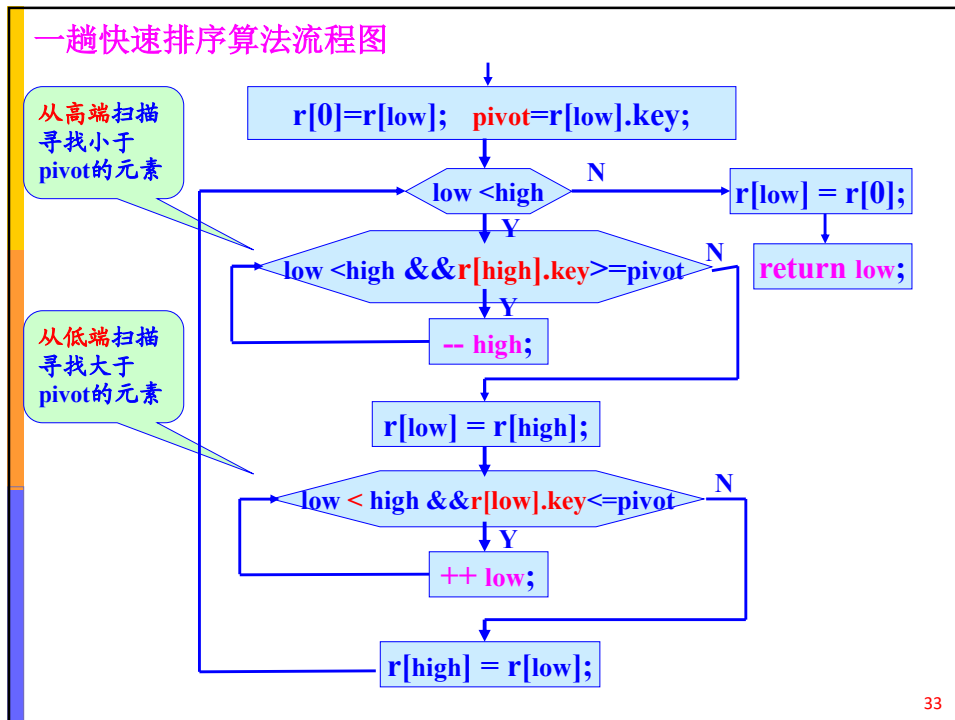 一趟快速排序算法流程图
从高端扫描
寻找小于
pivot的元素
r[0]=r[low]; pivot=r[low].key;
low <high
N
r[low] = r[0];
Y
return low;
low <high &&r[high].key>=pivot
N
Y
-- high;
从低端扫描
寻找大于
pivot的元素
r[low] = r[high];
low < high &&r[low].key<=pivot
N
Y
++ low;
r[high] = r[low];
33